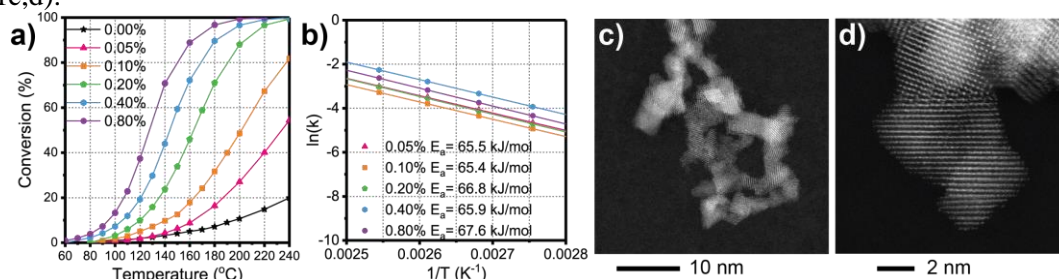 re,d).
a)
0.00%
0.05%
0.10%
0.20%
0.40%
0.80%
Conversion (%)
100
80
60
40
20
0
60 80 100 120 140 160 180 200 220 240
Temperature (°C)
b)
ln(k)
0
-2
-4
-6
-8
-10
0.05% Ea= 65.5 kJ/mol
0.10% Ea= 65.4 kJ/mol
0.20% Ea= 66.8 kJ/mol
0.40% Ea= 65.9 kJ/mol
0.80% Ea= 67.6 kJ/mol
0.0025 0.0026 0.0027 0.0028
1/T (K⁻¹)
c)
10 nm
d)
2 nm